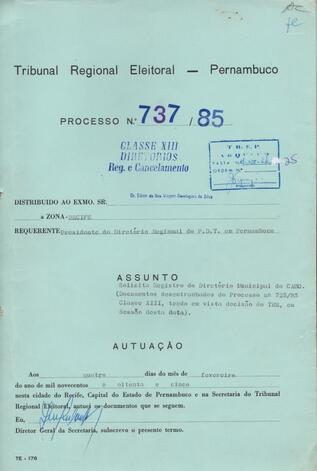 Tribunal Regional Eleitoral — Pernambuco
PROCESSO N.º 737 / 85
CLASSE XIII
DIRETÓRIOS
Reg. e Cancelamento
T R E - P
ARQUIVO
25
DISTRIBUIDO AO EXMO. SR.
a ZONA- RECIFE
REQUERENTE: Presidente do Diretório Regional do P.D.T. em Pernambuco
ASSUNTO
Solicita Registro do Diretório Municipal do CABO.
(Documentos desentranhados do Processo nº 725/85
Classe XIII, tendo em vista decisão do TRE, em
Sessão desta data).
AUTUAÇÃO
Aos quatro dias do mês de fevereiro
do ano de mil novecentos e oitenta e cinco
nesta cidade do Recife, Capital do Estado de Pernambuco e na Secretaria do Tribunal
Regional Eleitoral, autuei os documentos que se seguem.
Eu,
Diretor Geral da Secretaria, subscrevo o presente termo.
TE - 176